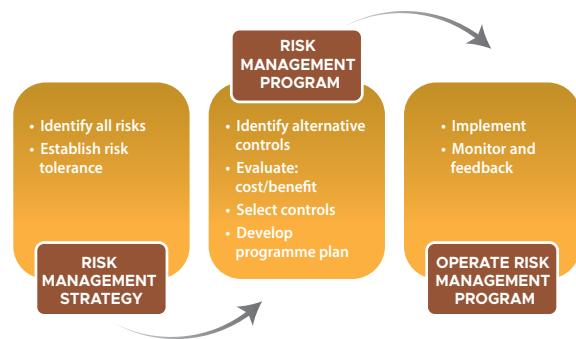 • Identify all risks
• Establish risk
tolerance
RISK
MANAGEMENT
STRATEGY
RISK
MANAGEMENT
PROGRAM
• Identify alternative
controls
• Evaluate:
cost/benefit
• Select controls
• Develop
programme plan
• Implement
• Monitor and
feedback
OPERATE RISK
MANAGEMENT
PROGRAM